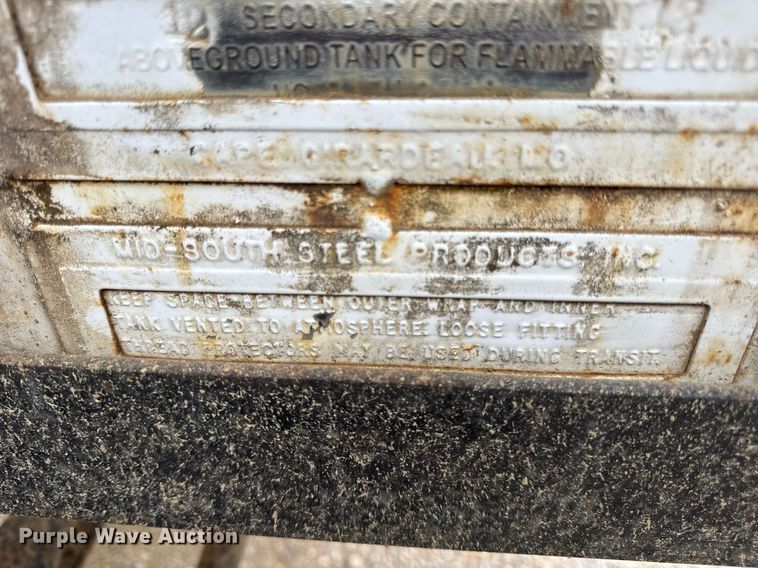 SECONDARY CONTAINMENT
ABOVEGROUND TANK FOR FLAMMABLE LIQUID
NO.
CAPE GIRARDEAU, MO.
MID-SOUTH STEEL PRODUCTS, INC.
KEEP SPACE BETWEEN OUTER WRAP AND INNER
TANK VENTED TO ATMOSPHERE: LOOSE FITTING
THREAD PROTECTORS MAY BE USED DURING TRANSIT.
Purple Wave Auction